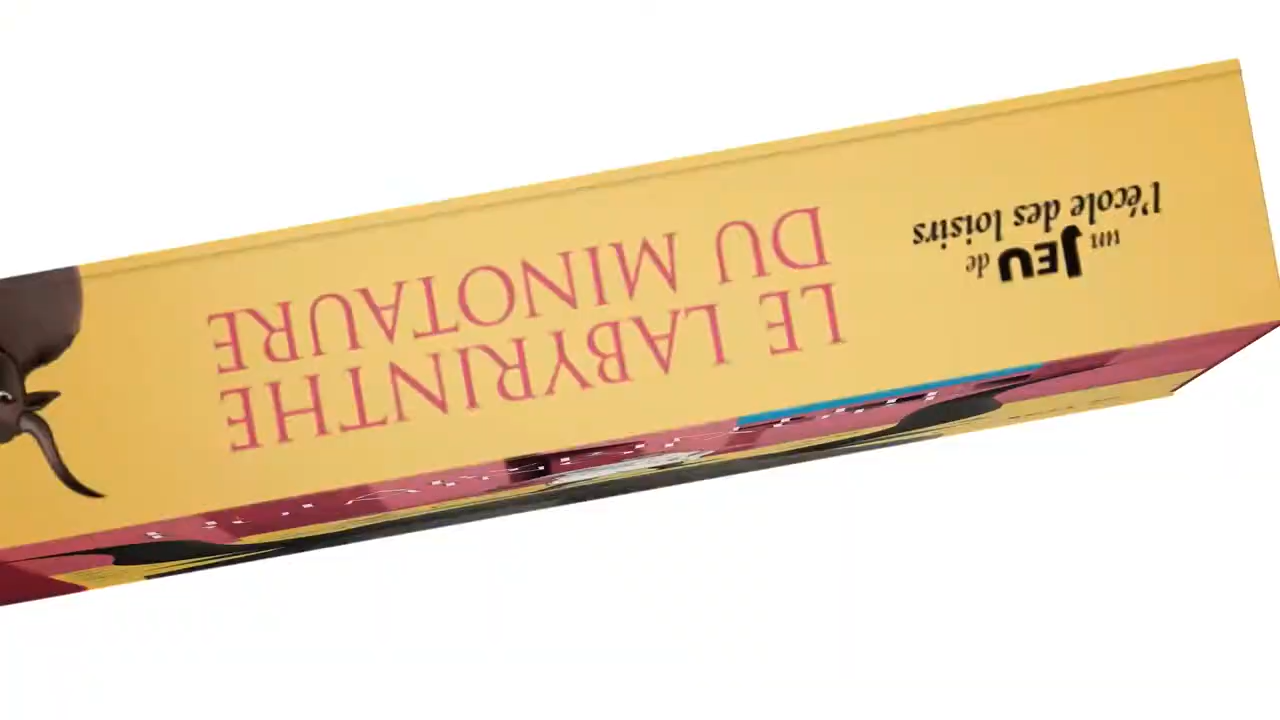 LE LABYRINTHE
DU MINOTAURE
un JEU de
l'école des loisirs